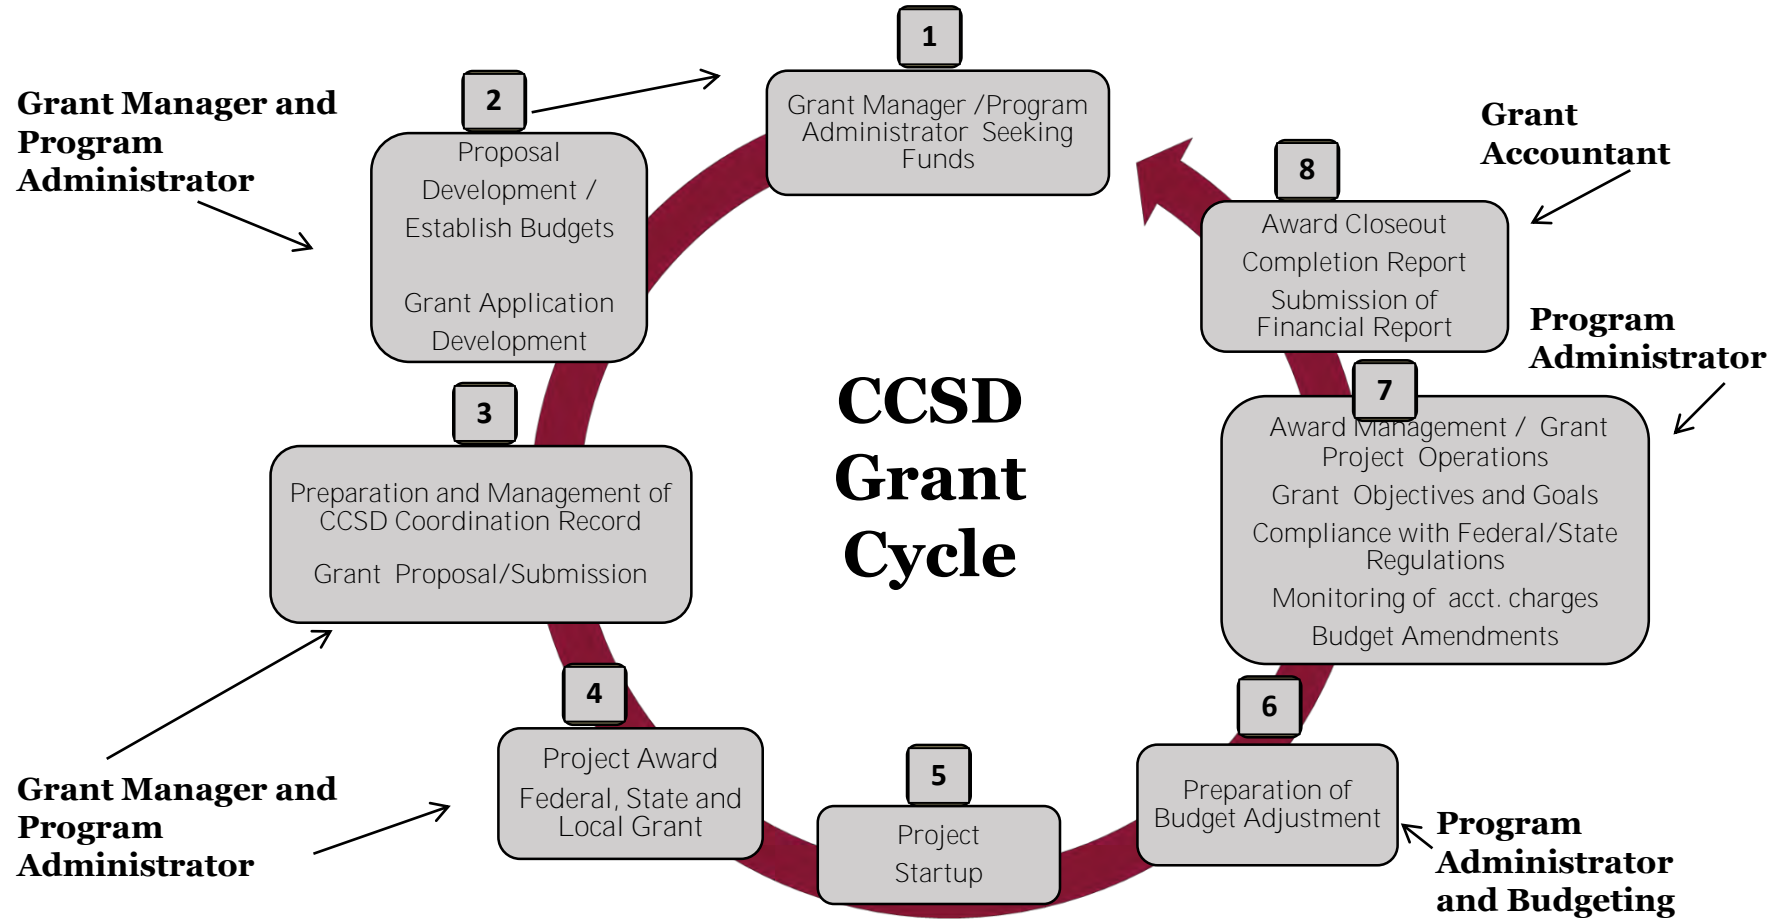 1
Grant Manager /Program
Administrator Seeking
Funds
Grant Manager and
Program
Administrator
2
Proposal
Development /
Establish Budgets
Grant Application
Development
3
Preparation and Management of
CCSD Coordination Record
Grant Proposal/Submission
Grant Manager and
Program
Administrator
4
Project Award
Federal, State and
Local Grant
5
Project
Startup
6
Preparation of
Budget Adjustment
Program
Administrator
and Budgeting
7
Award Management / Grant
Project Operations
Grant Objectives and Goals
Compliance with Federal/State
Regulations
Monitoring of acct. charges
Budget Amendments
Program
Administrator
8
Award Closeout
Completion Report
Submission of
Financial Report
Grant
Accountant
CCSD
Grant
Cycle